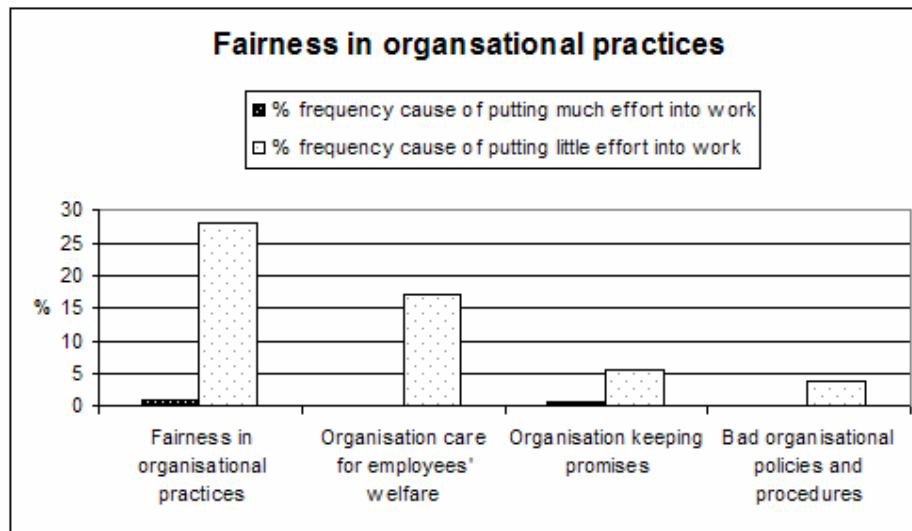 Fairness in organsational practices
% frequency cause of putting much effort into work
% frequency cause of putting little effort into work
30
25
20
15
10
5
0
%
Fairness in
organisational
practices
Organisation care
for employees'
welfare
Organisation keeping
promises
Bad organisational
policies and
procedures